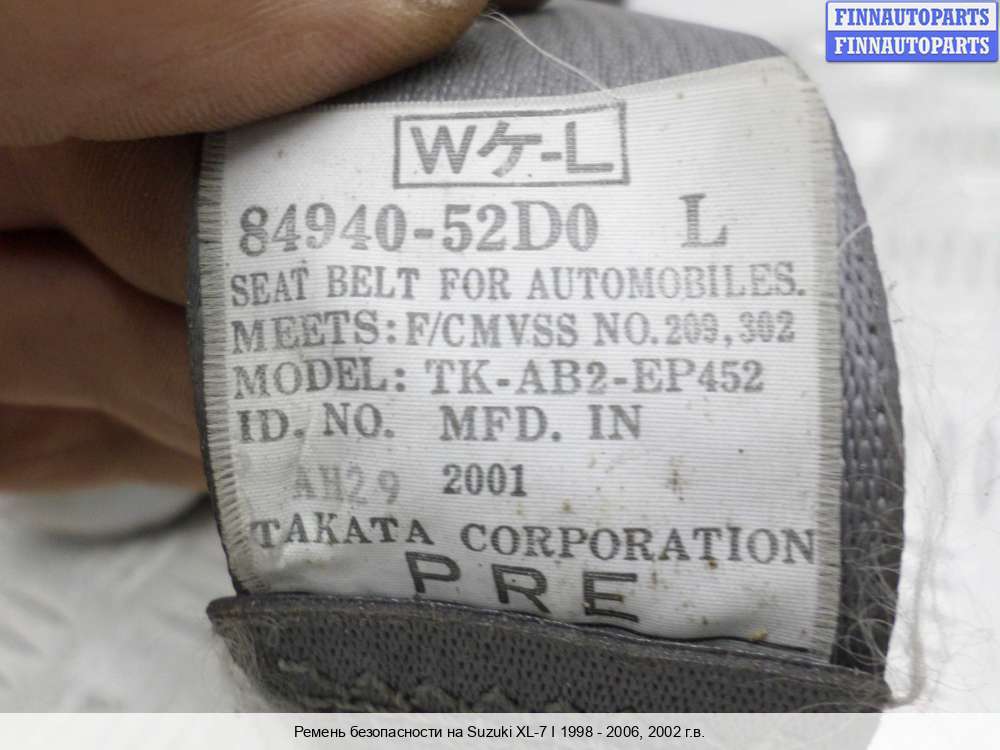 FINNAUTOPARTS
FINNAUTOPARTS
Wケ-L
84940-52D0 L
SEAT BELT FOR AUTOMOBILES.
MEETS: F/CMVSS NO. 209,302
MODEL: TK-AB2-EP452
ID. NO. MFD. IN
AH29 2001
TAKATA CORPORATION
PRE
Ремень безопасности на Suzuki XL-7 I 1998 - 2006, 2002 г.в.